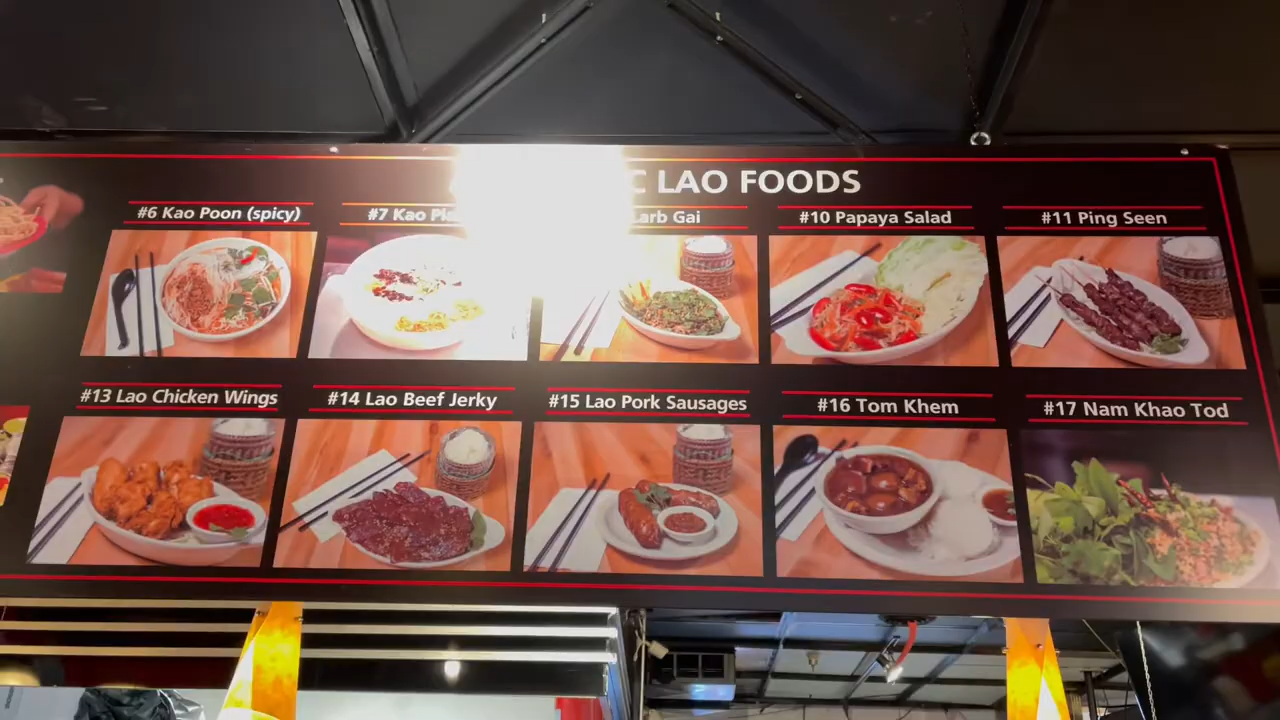 LAO FOODS
#6 Kao Poon (spicy)
#7 Kao
Larb Gai
#10 Papaya Salad
#11 Ping Seen
#13 Lao Chicken Wings
#14 Lao Beef Jerky
#15 Lao Pork Sausages
#16 Tom Khem
#17 Nam Khao Tod